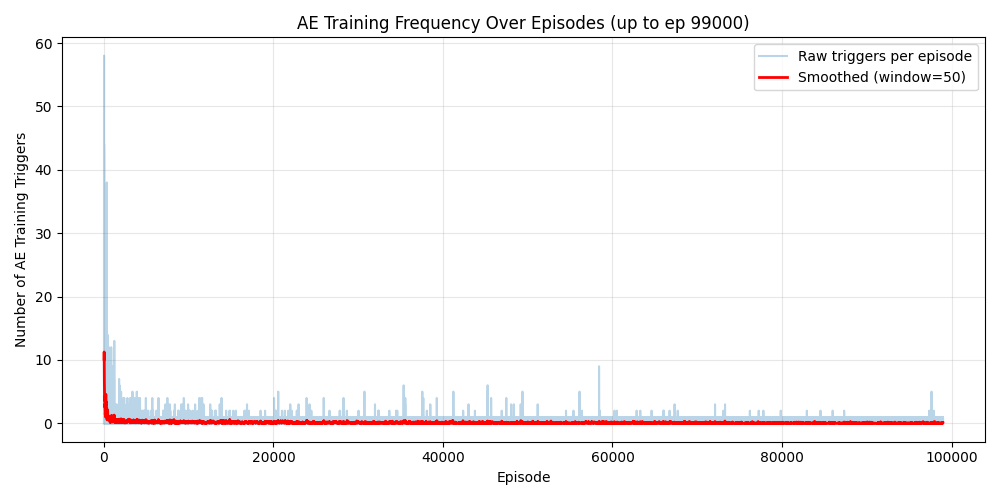 AE Training Frequency Over Episodes (up to ep 99000)
Raw triggers per episode
Smoothed (window=50)
Number of AE Training Triggers
60
50
40
30
20
10
0
0
20000
40000
60000
80000
100000
Episode